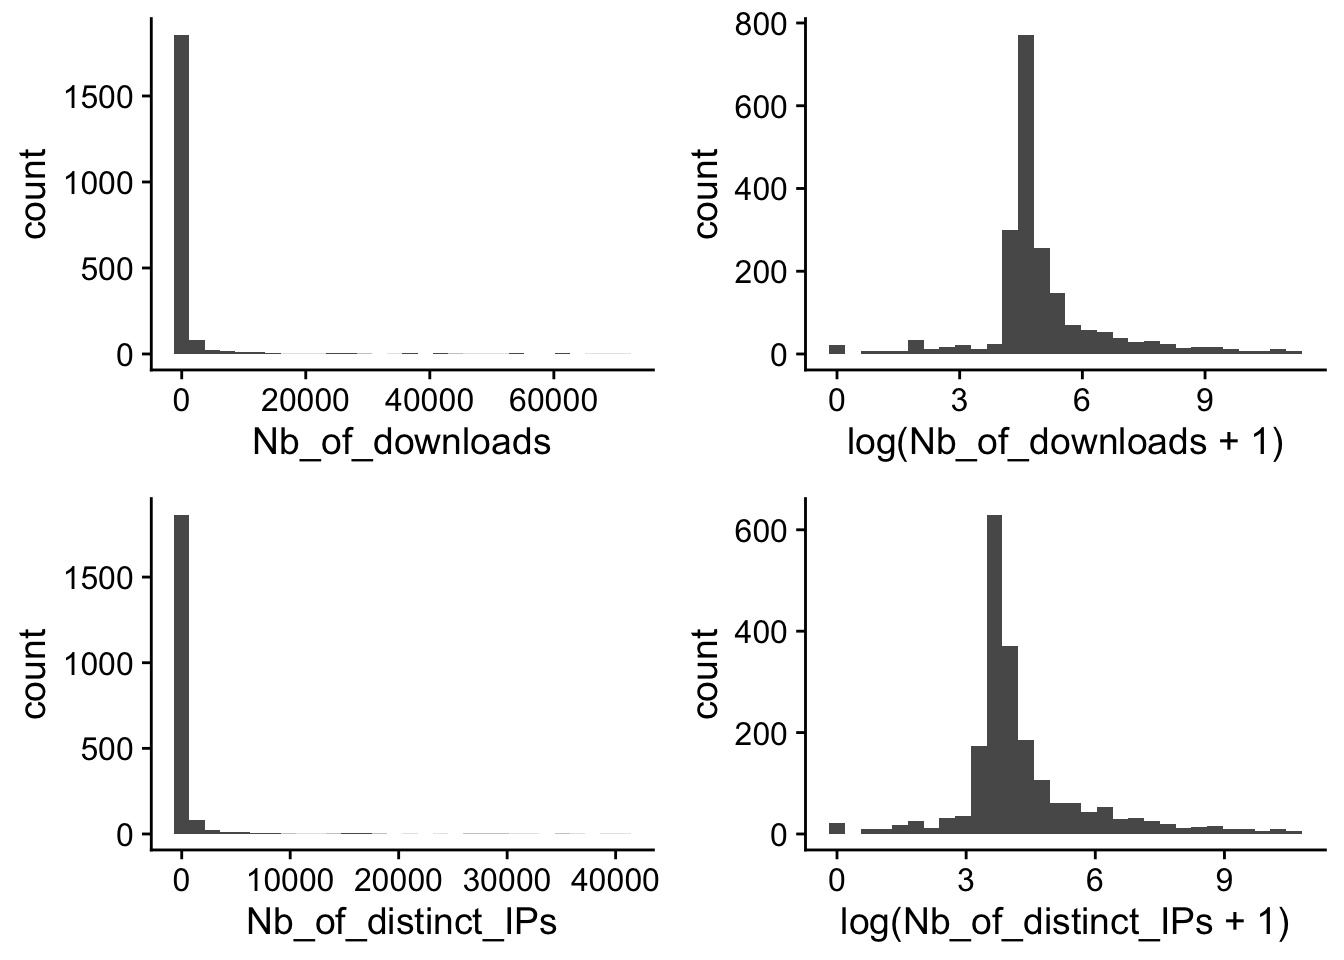 count
1500
1000
500
0
0 20000 40000 60000
Nb_of_downloads
count
800
600
400
200
0
0 3 6 9
log(Nb_of_downloads + 1)
count
1500
1000
500
0
0 10000 20000 30000 40000
Nb_of_distinct_IPs
count
600
400
200
0
0 3 6 9
log(Nb_of_distinct_IPs + 1)